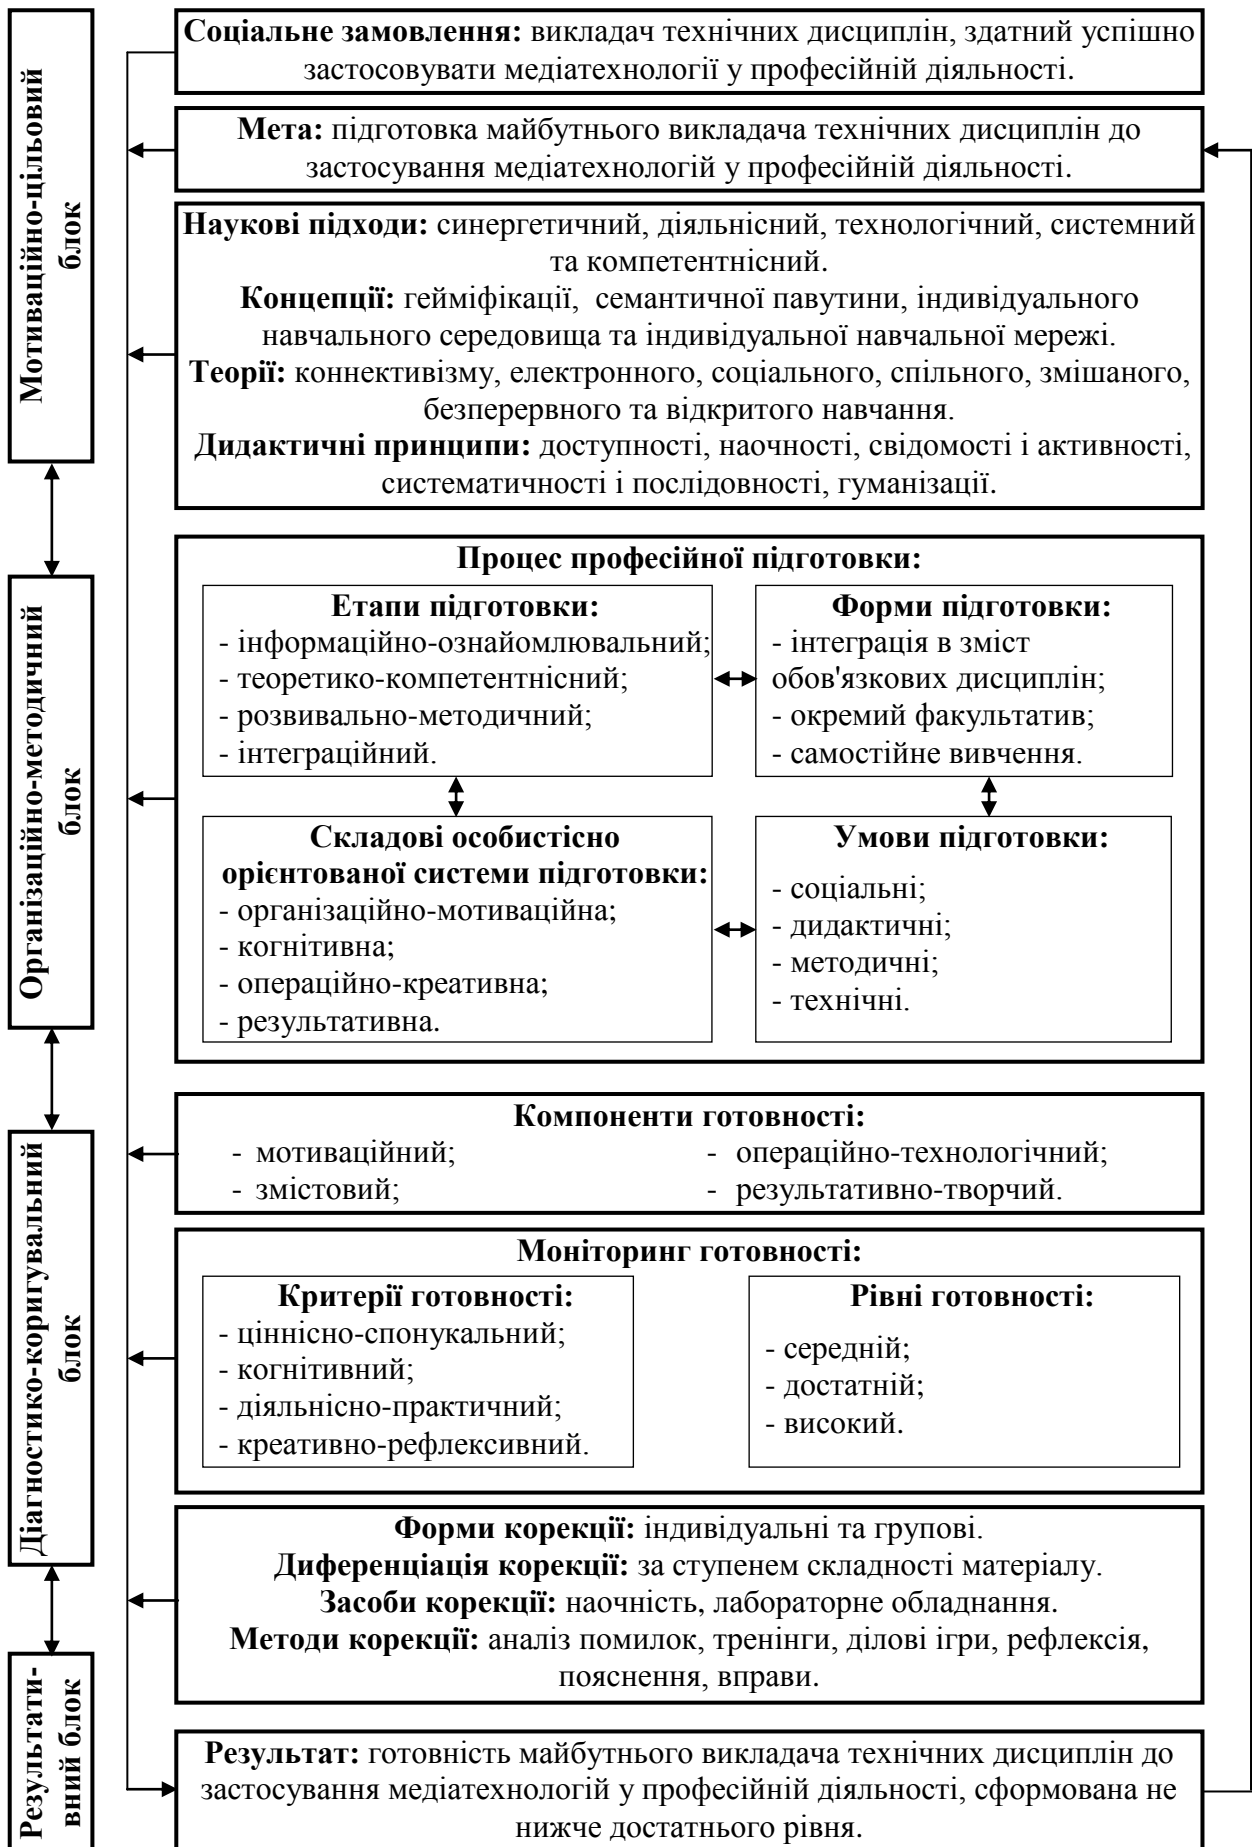 Мотиваційно-цільовий
блок
Соціальне замовлення: викладач технічних дисциплін, здатний успішно
застосовувати медіатехнології у професійній діяльності.
Мета: підготовка майбутнього викладача технічних дисциплін до
застосування медіатехнологій у професійній діяльності.
Наукові підходи: синергетичний, діяльнісний, технологічний, системний
та компетентнісний.
Концепції: гейміфікації, семантичної павутини, індивідуального
навчального середовища та індивідуальної навчальної мережі.
Теорії: коннективізму, електронного, соціального, спільного, змішаного,
безперервного та відкритого навчання.
Дидактичні принципи: доступності, наочності, свідомості і активності,
систематичності і послідовності, гуманізації.
Організаційно-методичний
блок
Процес професійної підготовки:
Етапи підготовки:
- інформаційно-ознайомлювальний;
- теоретико-компетентнісний;
- розвивально-методичний;
- інтеграційний.
Форми підготовки:
- інтеграція в зміст
обов'язкових дисциплін;
- окремий факультатив;
- самостійне вивчення.
Складові особистісно
орієнтованої системи підготовки:
- організаційно-мотиваційна;
- когнітивна;
- операційно-креативна;
- результативна.
Умови підготовки:
- соціальні;
- дидактичні;
- методичні;
- технічні.
Діагностико-коригувальний
блок
Компоненти готовності:
- мотиваційний;
- змістовий;
- операційно-технологічний;
- результативно-творчий.
Моніторинг готовності:
Критерії готовності:
- ціннісно-спонукальний;
- когнітивний;
- діяльнісно-практичний;
- креативно-рефлексивний.
Рівні готовності:
- середній;
- достатній;
- високий.
Форми корекції: індивідуальні та групові.
Диференціація корекції: за ступенем складності матеріалу.
Засоби корекції: наочність, лабораторне обладнання.
Методи корекції: аналіз помилок, тренінги, ділові ігри, рефлексія,
пояснення, вправи.
Результати-
вний блок
Результат: готовність майбутнього викладача технічних дисциплін до
застосування медіатехнологій у професійній діяльності, сформована не
нижче достатнього рівня.